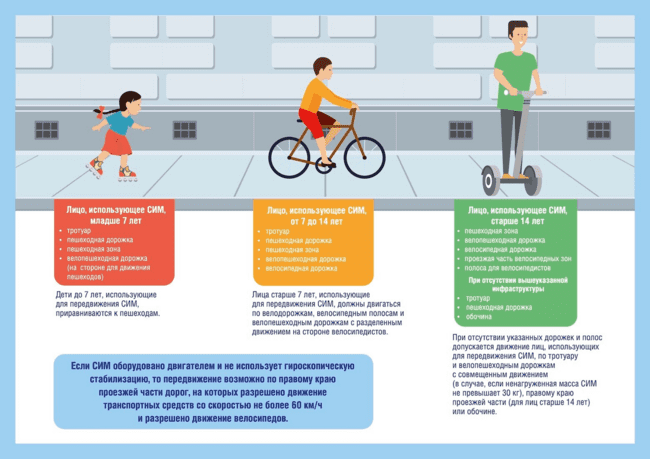 Лицо, использующее СИМ,
младше 7 лет
• тротуар
• пешеходная дорожка
• пешеходная зона
• велопешеходная дорожка
(на стороне для движения
пешеходов)
Дети до 7 лет, использующие
для передвижения СИМ,
приравниваются к пешеходам.
Лицо, использующее СИМ,
от 7 до 14 лет
• тротуар
• пешеходная дорожка
• пешеходная зона
• велопешеходная дорожка
• велосипедная дорожка
Лица старше 7 лет, использующие
для передвижения СИМ, должны двигаться
по велодорожкам, велосипедным полосам и
велопешеходным дорожкам с разделенным
движением на стороне велосипедистов.
Лицо, использующее СИМ,
старше 14 лет
• пешеходная зона
• велопешеходная дорожка
• велосипедная дорожка
• проезжая часть велосипедных зон
• полоса для велосипедистов
При отсутствии вышеуказанной
инфраструктуры
• тротуар
• пешеходная дорожка
• обочина
При отсутствии указанных дорожек и полос
допускается движение лиц, использующих
для передвижения СИМ, по тротуару
и велопешеходным дорожкам
с совмещенным движением
(в случае, если ненагруженная масса СИМ
не превышает 30 кг), правому краю
проезжей части (для лиц старше 14 лет)
или обочине.
Если СИМ оборудовано двигателем и не использует гироскопическую
стабилизацию, то передвижение возможно по правому краю
проезжей части дорог, на которых разрешено движение
транспортных средств со скоростью не более 60 км/ч
и разрешено движение велосипедов.